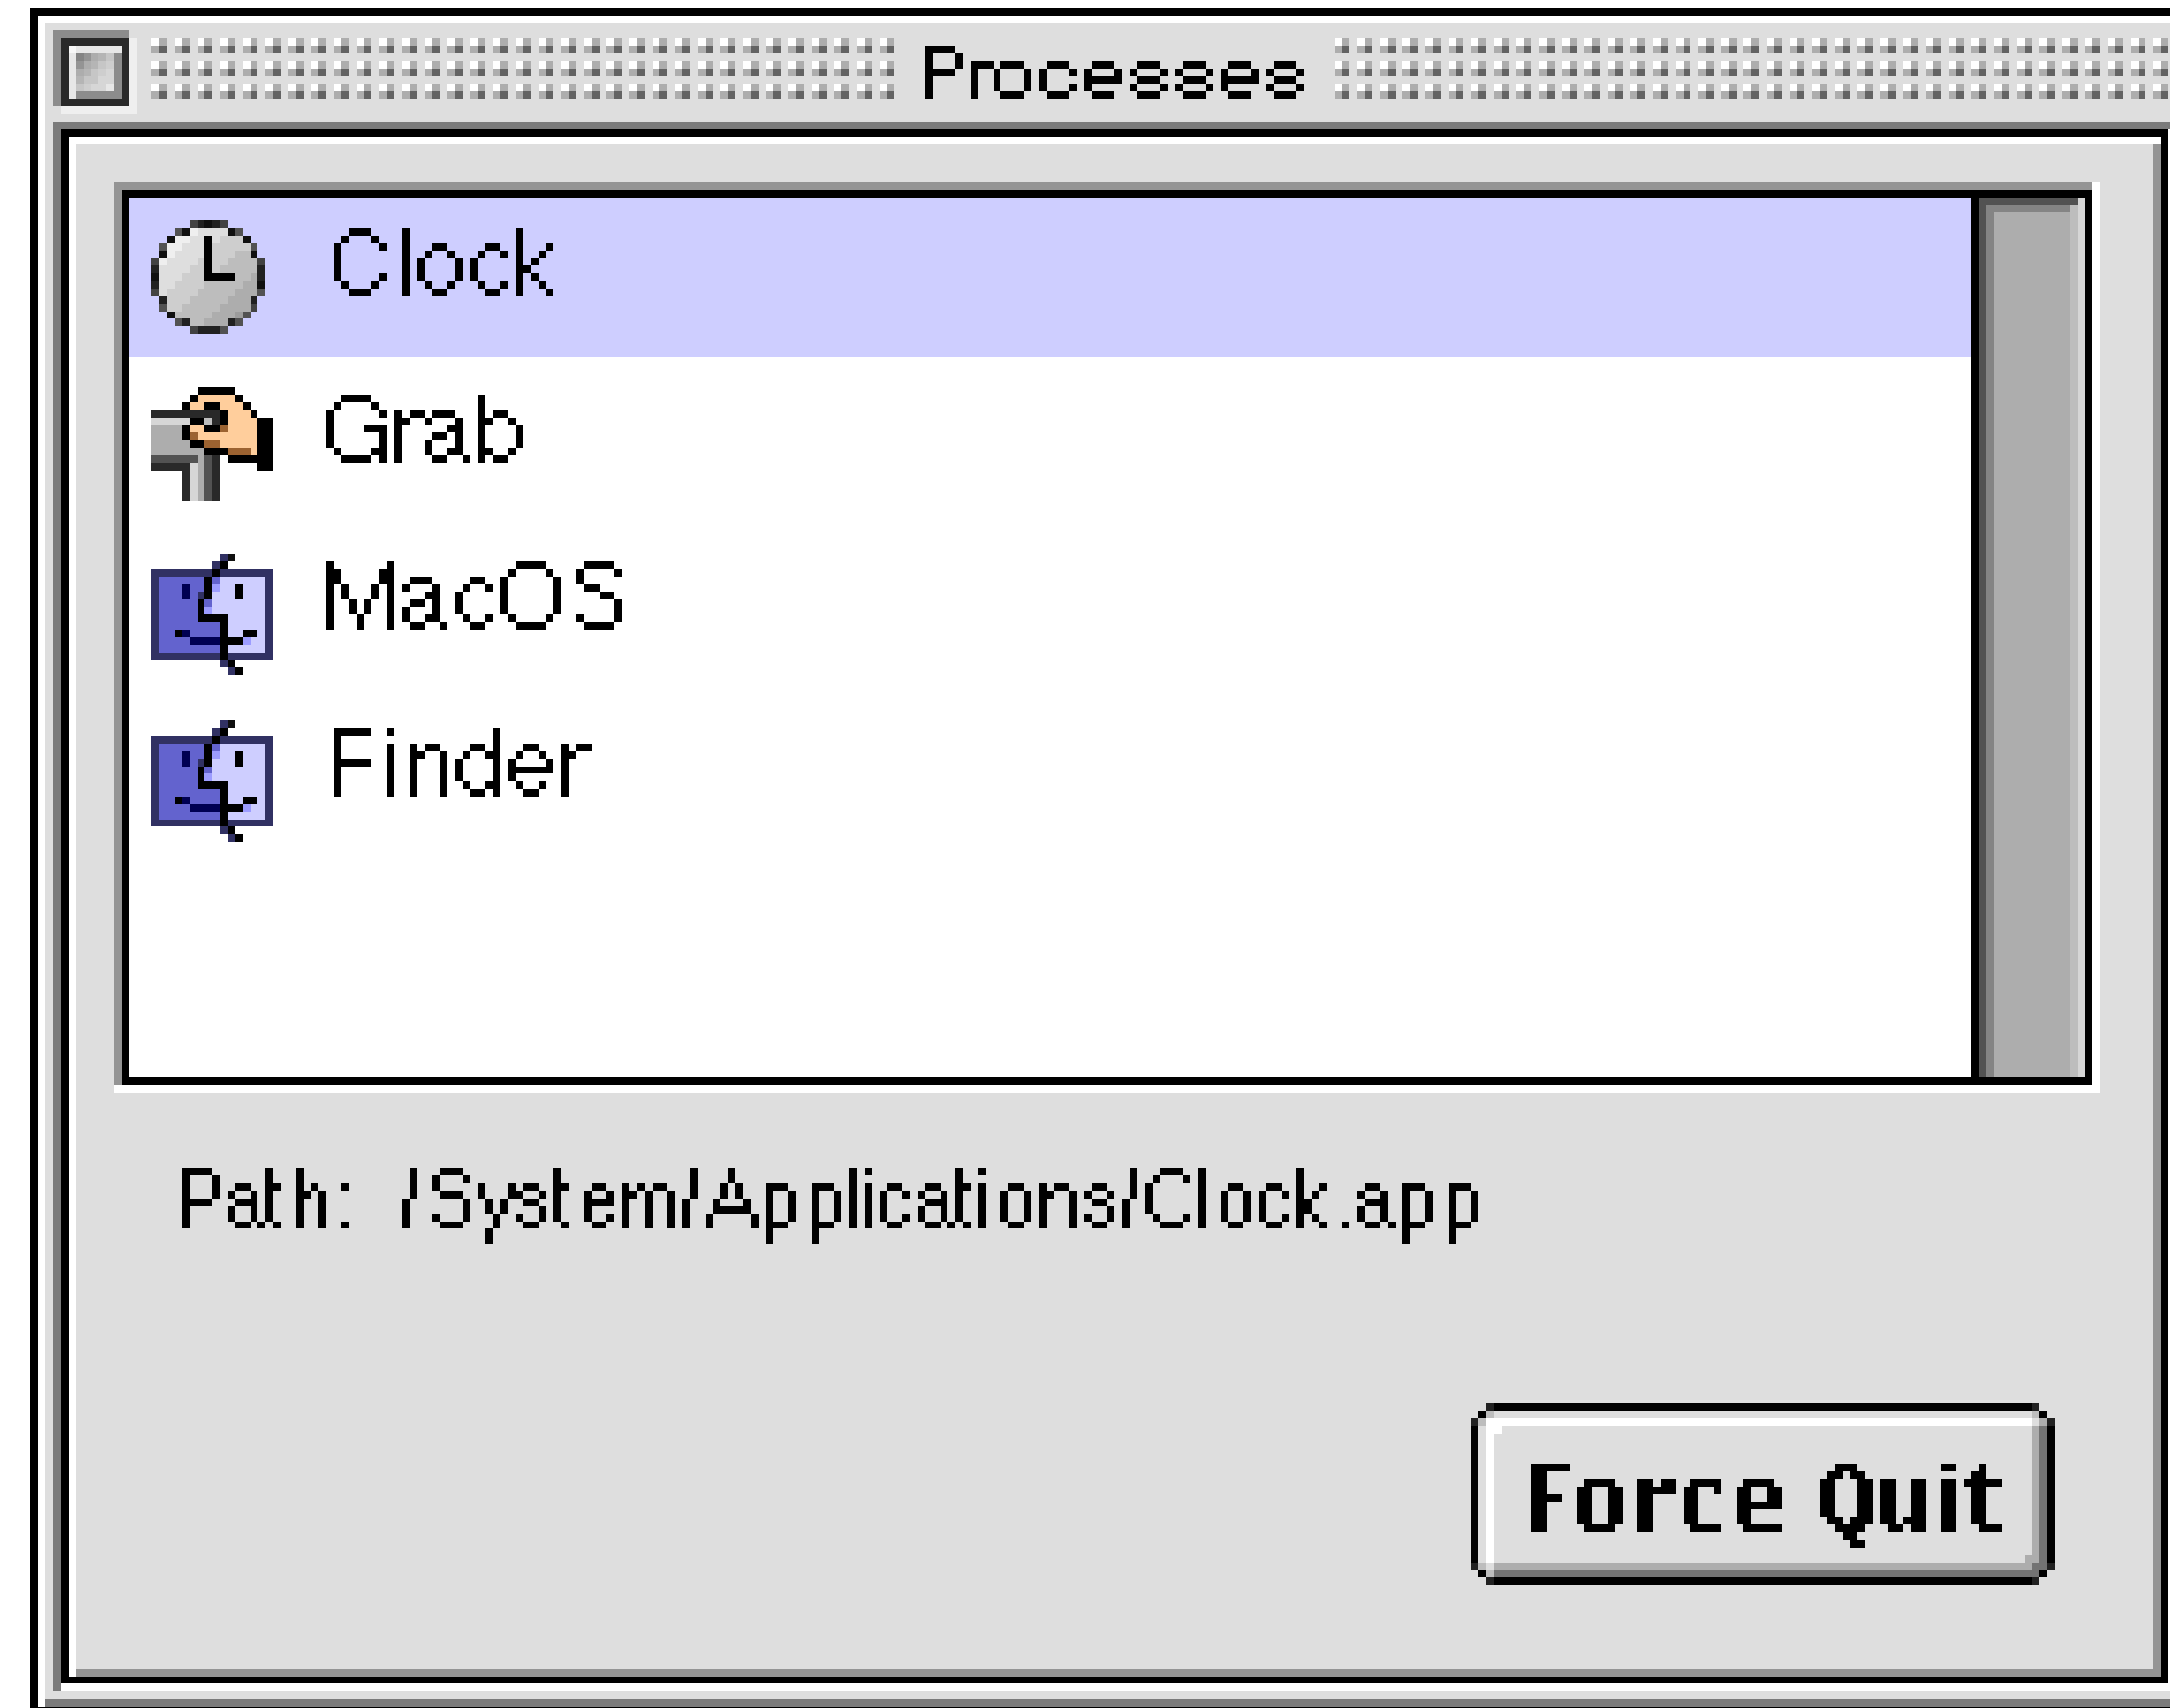 Processes
Clock
Grab
MacOS
Finder
Path: /System/Applications/Clock.app
Force Quit